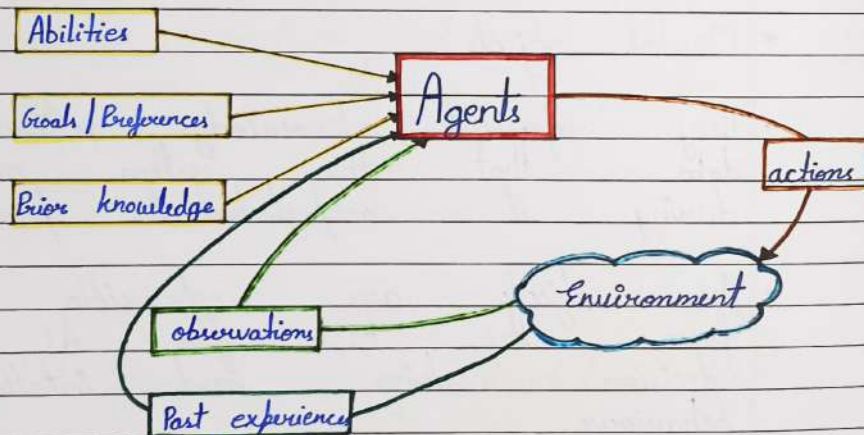 Abilities
Agents
Goals / Preferences
actions
Prior knowledge
Environment
observations
Past experiences